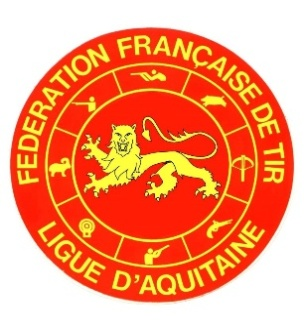 FEDERATION FRANÇAISE DE TIR
LIGUE D'AQUITAINE